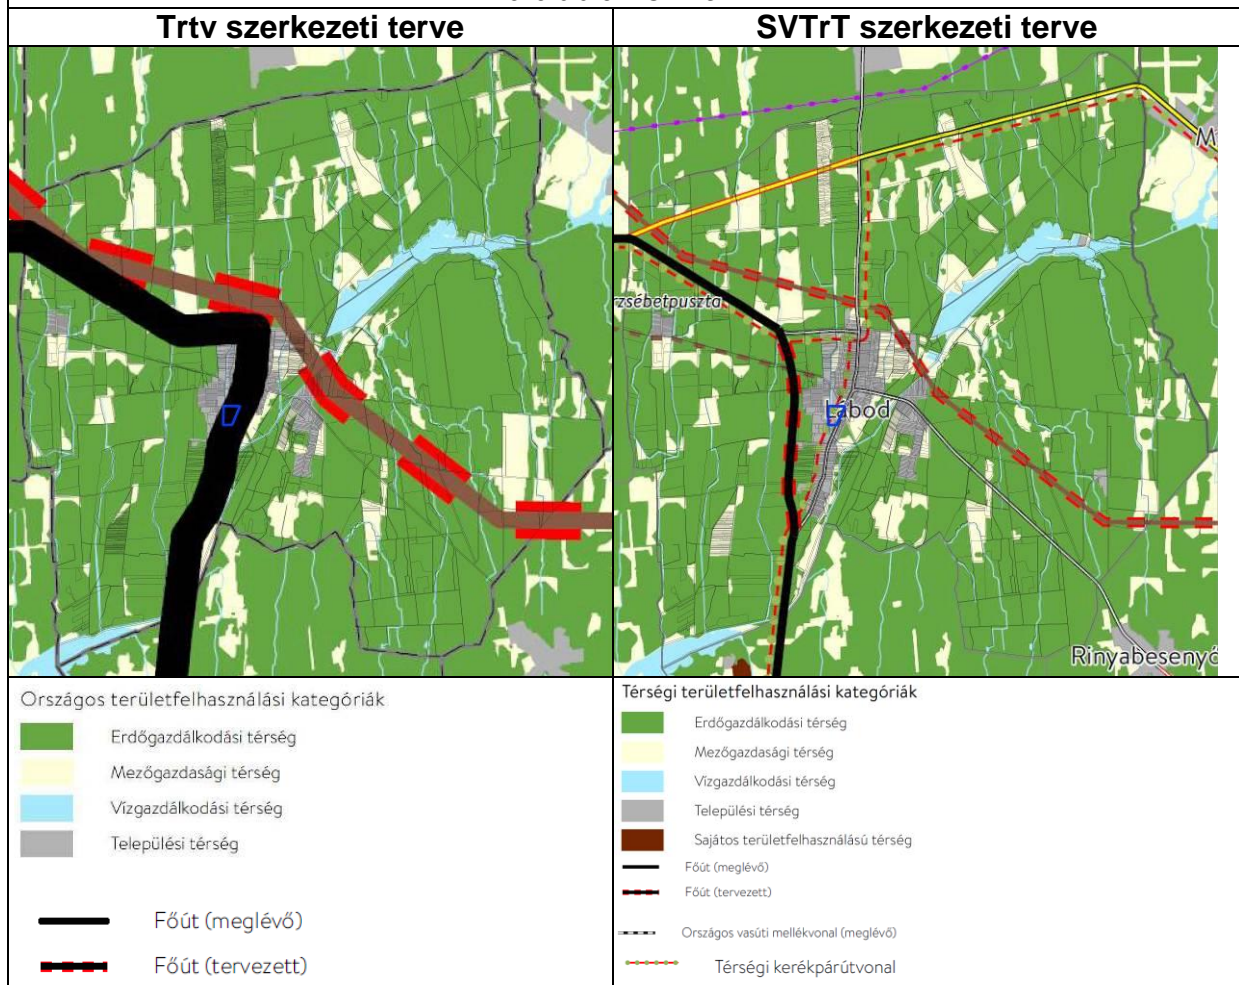 Trtv szerkezeti terve
SVTrT szerkezeti terve
zsébetpuszta
Lábod
Rinyabesenyő
Országos területfelhasználási kategóriák
Erdőgazdálkodási térség
Mezőgazdasági térség
Vízgazdálkodási térség
Települési térség
Főút (meglévő)
Főút (tervezett)
Térségi területfelhasználási kategóriák
Erdőgazdálkodási térség
Mezőgazdasági térség
Vízgazdálkodási térség
Települési térség
Sajátos területfelhasználású térség
Főút (meglévő)
Főút (tervezett)
Országos vasúti mellékvonal (meglévő)
Térségi kerékpárútvonal